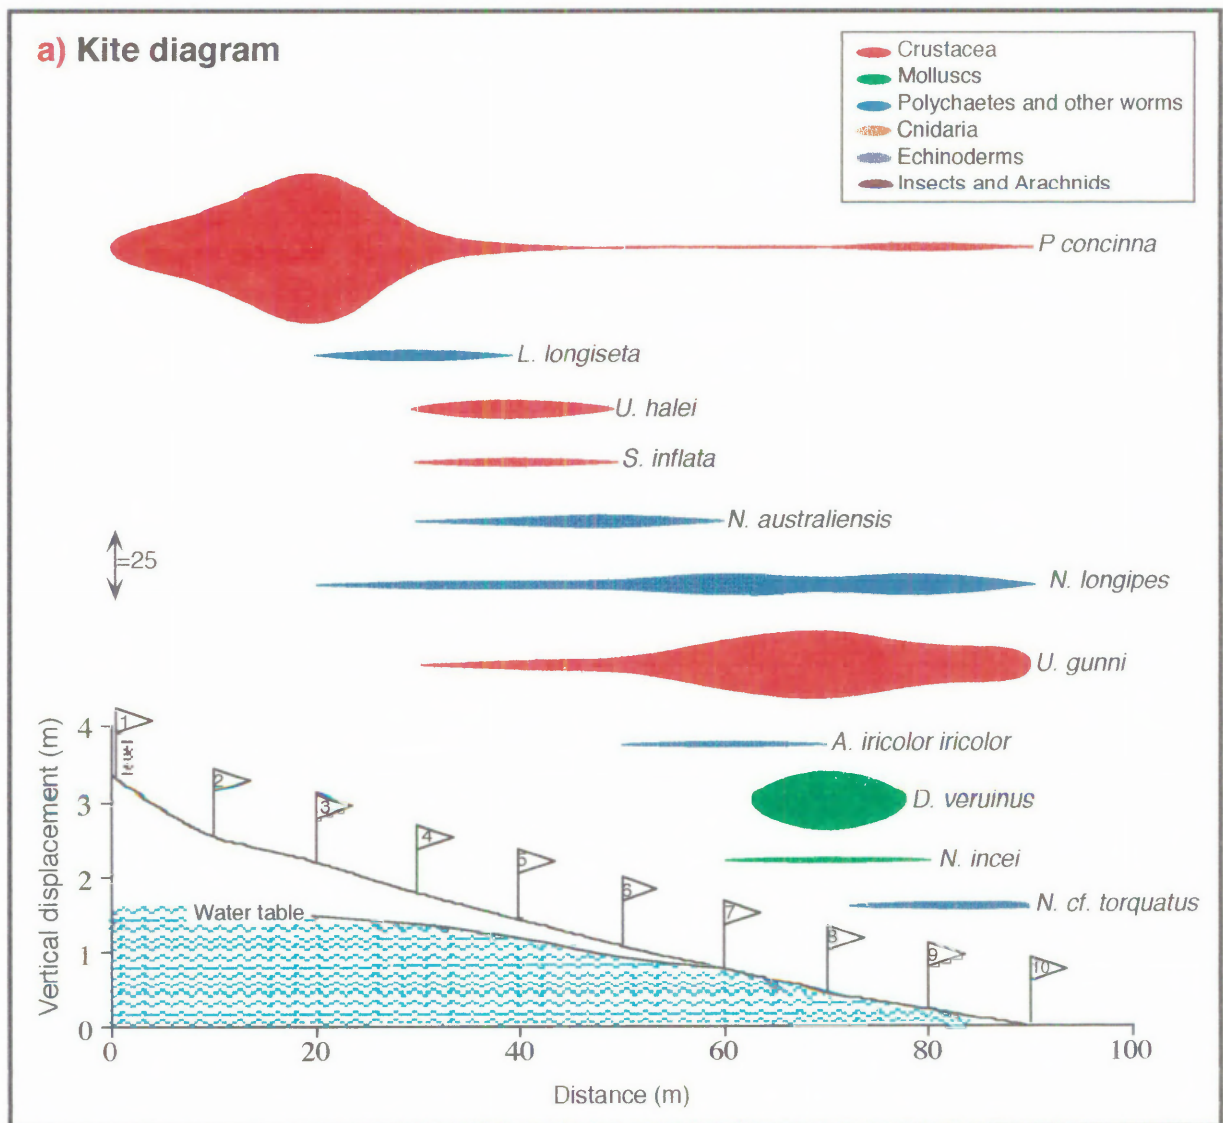 a) Kite diagram
Crustacea
Molluscs
Polychaetes and other worms
Cnidaria
Echinoderms
Insects and Arachnids
P concinna
L. longiseta
U. halei
S. inflata
N. australiensis
=25
N. longipes
U. gunni
A. iricolor iricolor
D. veruinus
N. incei
N. cf. torquatus
Vertical displacement (m)
4
3
2
1
0
1
2
3
4
5
6
7
8
9
10
Water table
0
20
40
60
80
100
Distance (m)